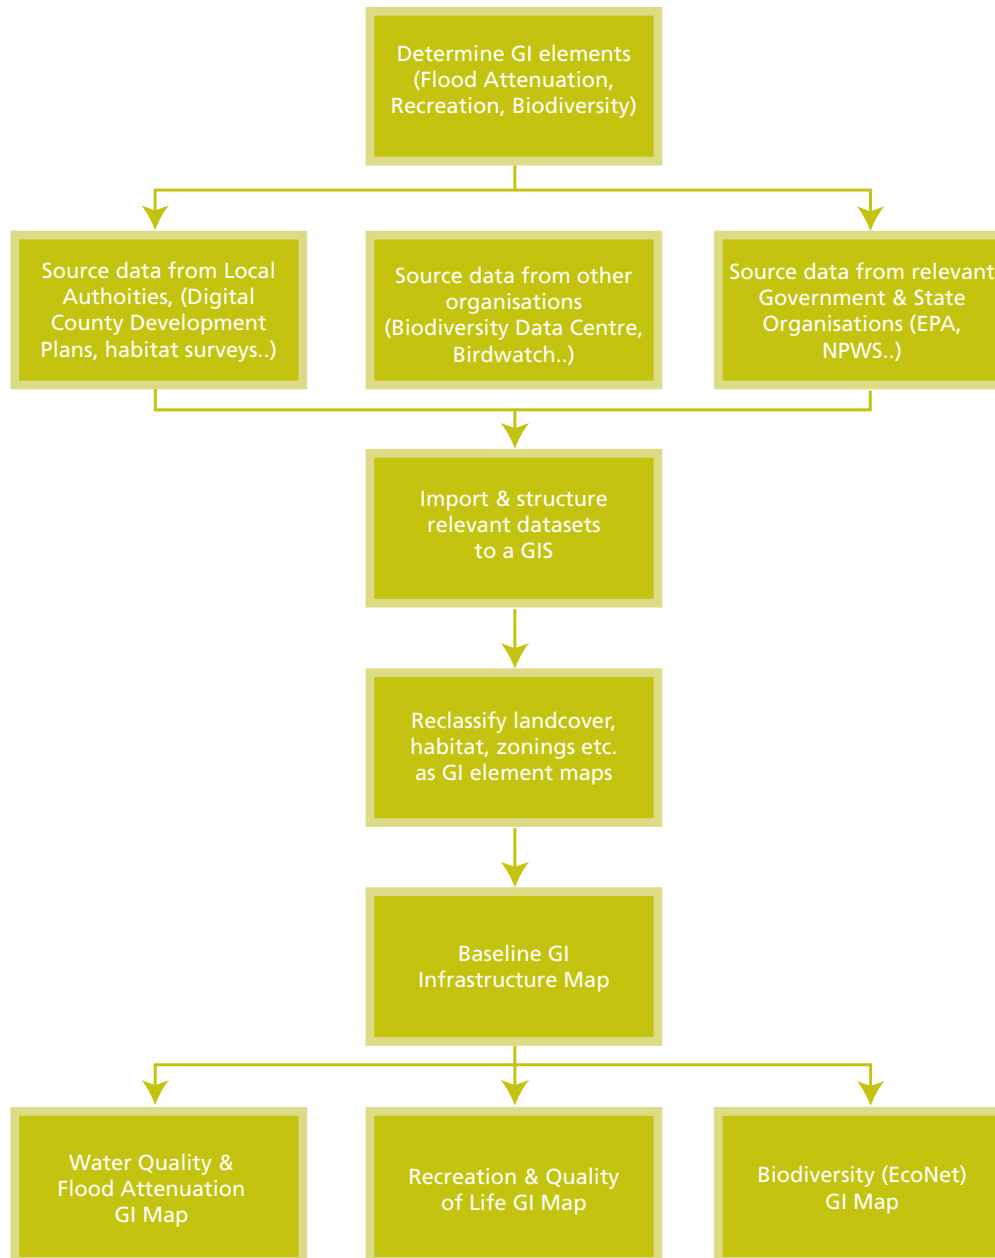 Determine GI elements
(Flood Attenuation,
Recreation, Biodiversity)
Source data from Local
Authoities, (Digital
County Development
Plans, habitat surveys..)
Source data from other
organisations
(Biodiversity Data Centre,
Birdwatch..)
Source data from relevant
Government & State
Organisations (EPA,
NPWS..)
Import & structure
relevant datasets
to a GIS
Reclassify landcover,
habitat, zonings etc.
as GI element maps
Baseline GI
Infrastructure Map
Water Quality &
Flood Attenuation
GI Map
Recreation & Quality
of Life GI Map
Biodiversity (EcoNet)
GI Map